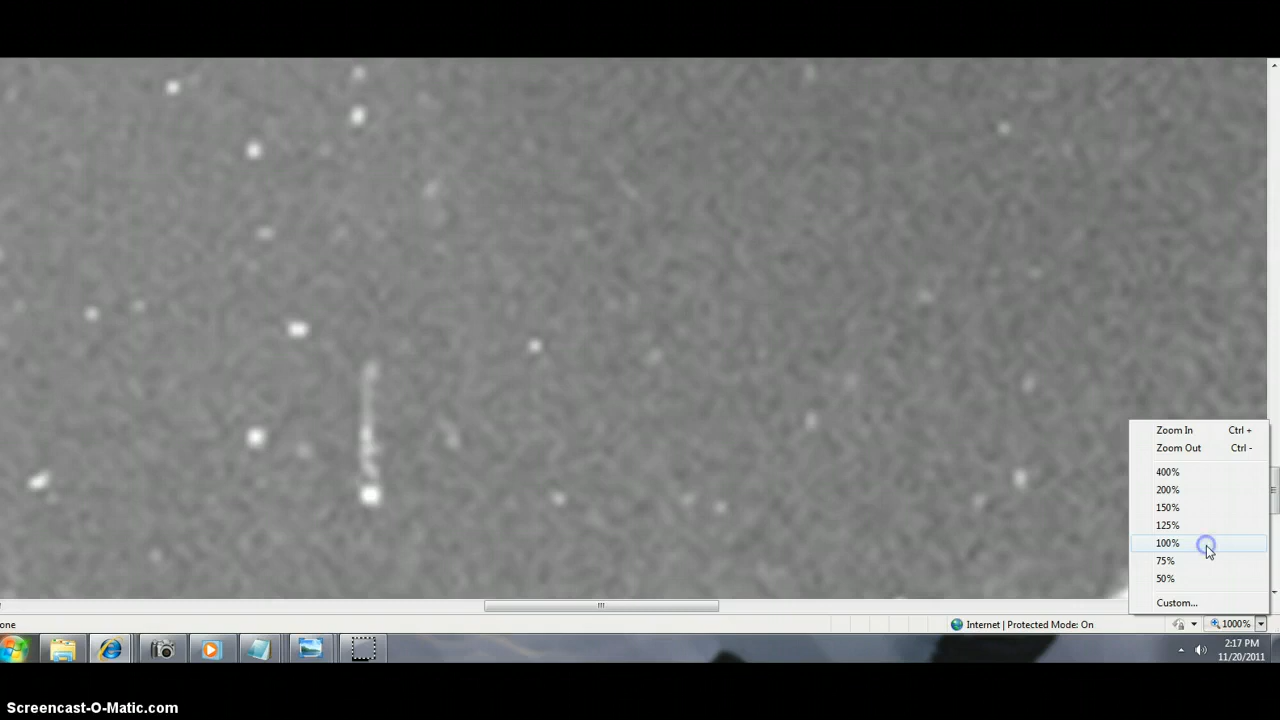 Zoom In Ctrl +
Zoom Out Ctrl -
400%
200%
150%
125%
100%
75%
50%
Custom...
one
Internet | Protected Mode: On
1000%
2:17 PM
11/20/2011
Screencast-O-Matic.com